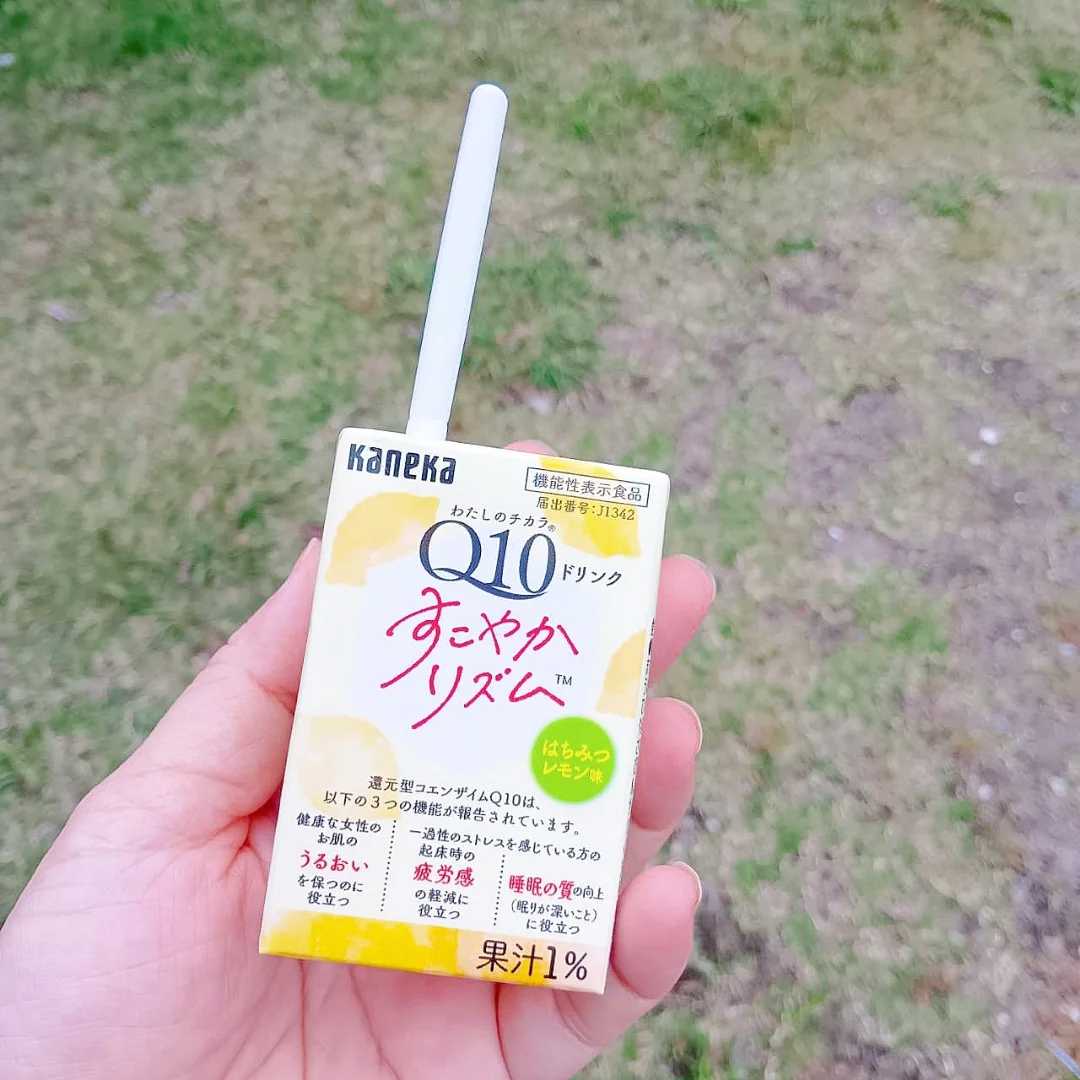 Kaneka
機能性表示食品
届出番号:J1342
わたしのチカラ®
Q10ドリンク
すこやか
リズム™
はちみつ
レモン味
還元型コエンザイムQ10は、
以下の3つの機能が報告されています。
健康な女性の
お肌の
うるおい
を保つのに
役立つ
一過性のストレスを感じている方の
起床時の
疲労感
の軽減に
役立つ
睡眠の質の向上
(眠りが深いこと)
に役立つ
果汁1%